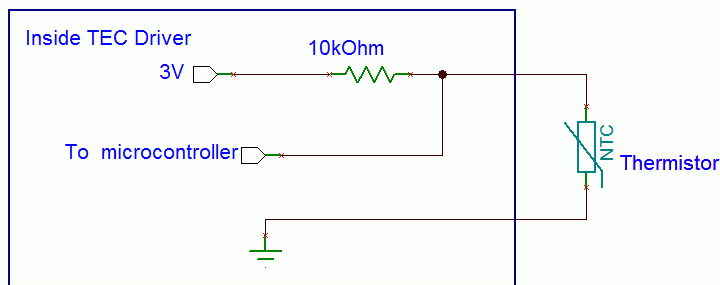 Inside TEC Driver
10kOhm
3V
To microcontroller
NTC
Thermistor